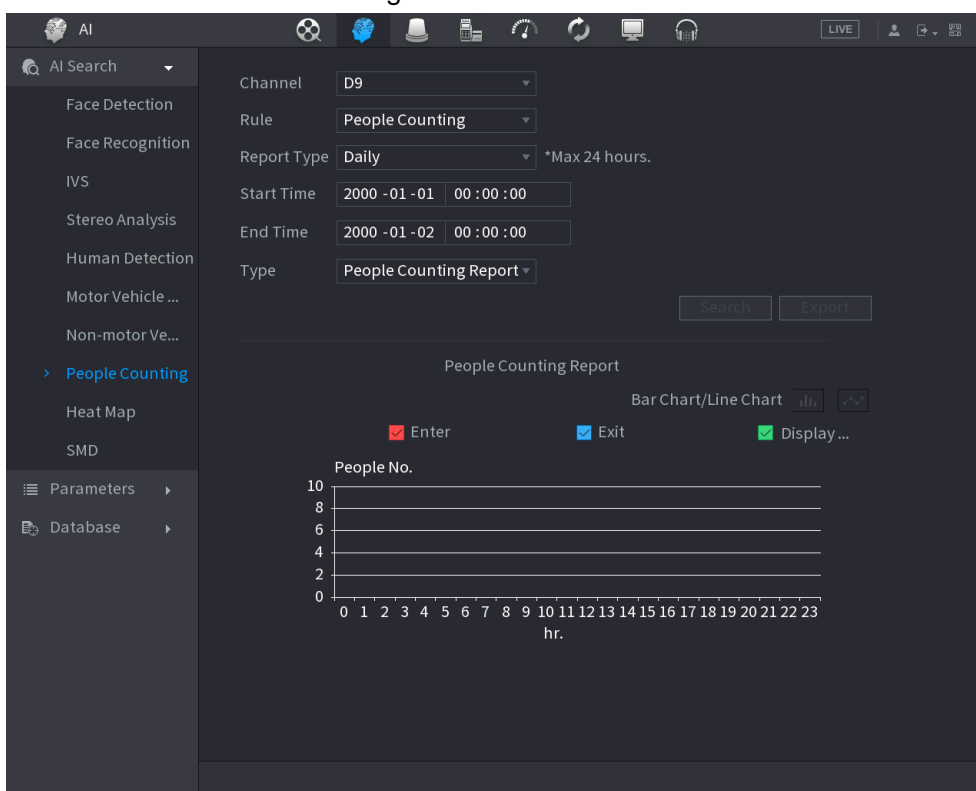 AI
LIVE
AI Search
Face Detection
Face Recognition
IVS
Stereo Analysis
Human Detection
Motor Vehicle ...
Non-motor Ve...
> People Counting
Heat Map
SMD
Parameters
Database
Channel D9
Rule People Counting
Report Type Daily *Max 24 hours.
Start Time 2000 -01 -01 00 : 00 : 00
End Time 2000 -01 -02 00 : 00 : 00
Type People Counting Report
Search Export
People Counting Report
Bar Chart/Line Chart
Enter Exit Display ...
People No.
10
8
6
4
2
0
0 1 2 3 4 5 6 7 8 9 10 11 12 13 14 15 16 17 18 19 20 21 22 23
hr.